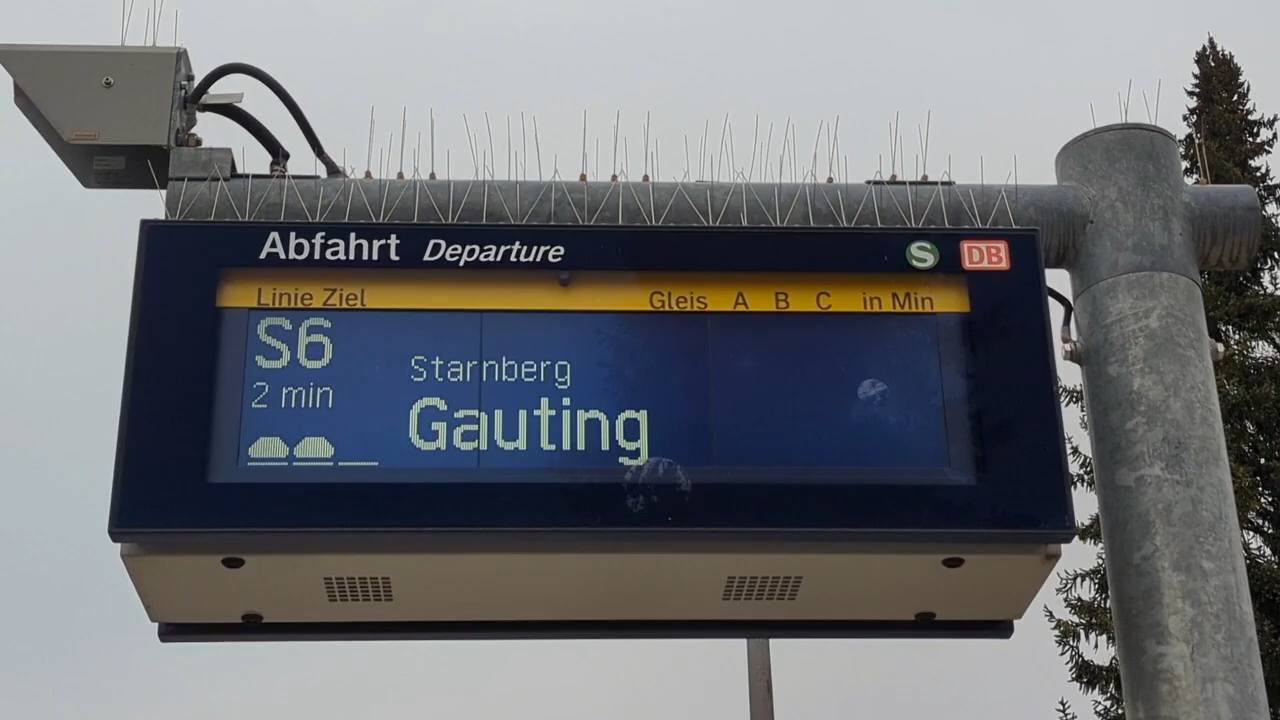 Abfahrt Departure S DB
Linie Ziel Gleis A B C in Min
S6
2 min
Starnberg
Gauting